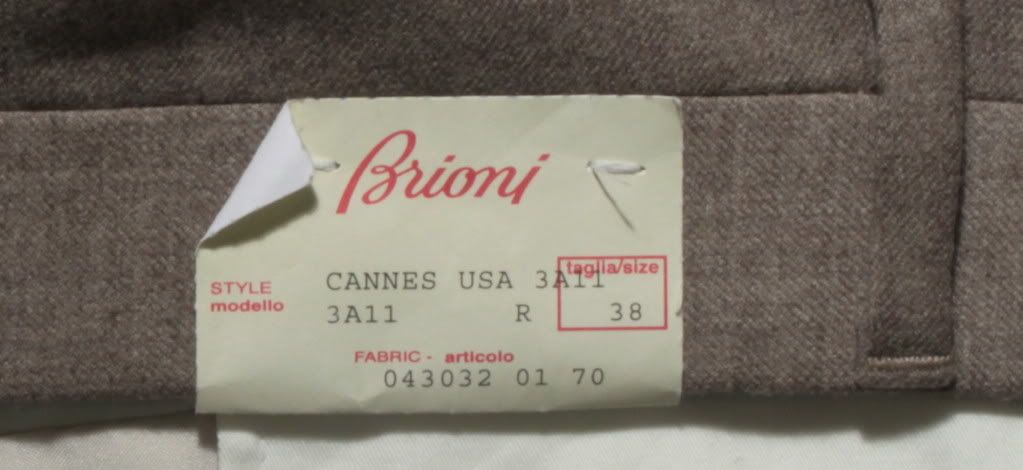 Brioni
STYLE
modello
CANNES USA 3A11
taglia/size
3A11 R 38
FABRIC - articolo
043032 01 70